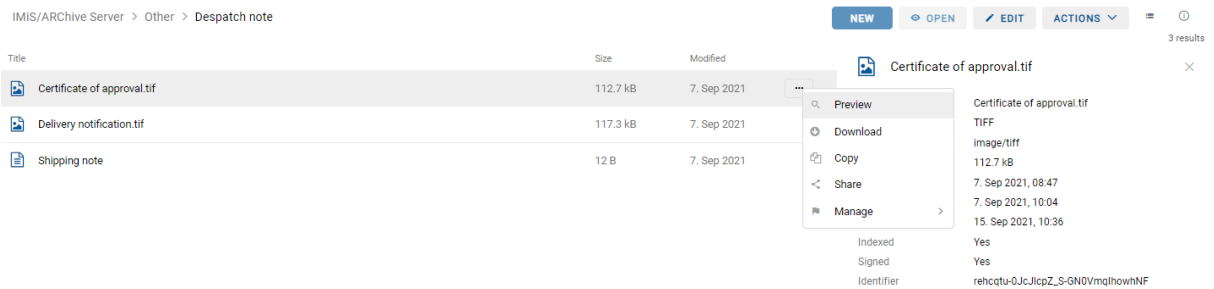 IMiS/ARChive Server > Other > Despatch note
NEW
OPEN
EDIT
ACTIONS
3 results
Title Size Modified
Certificate of approval.tif 112.7 kB 7. Sep 2021 ...
Delivery notification.tif 117.3 kB 7. Sep 2021
Shipping note 12 B 7. Sep 2021
Preview
Download
Copy
Share
Manage
Certificate of approval.tif
Certificate of approval.tif
TIFF
image/tiff
112.7 kB
7. Sep 2021, 08:47
7. Sep 2021, 10:04
15. Sep 2021, 10:36
Indexed Yes
Signed Yes
Identifier